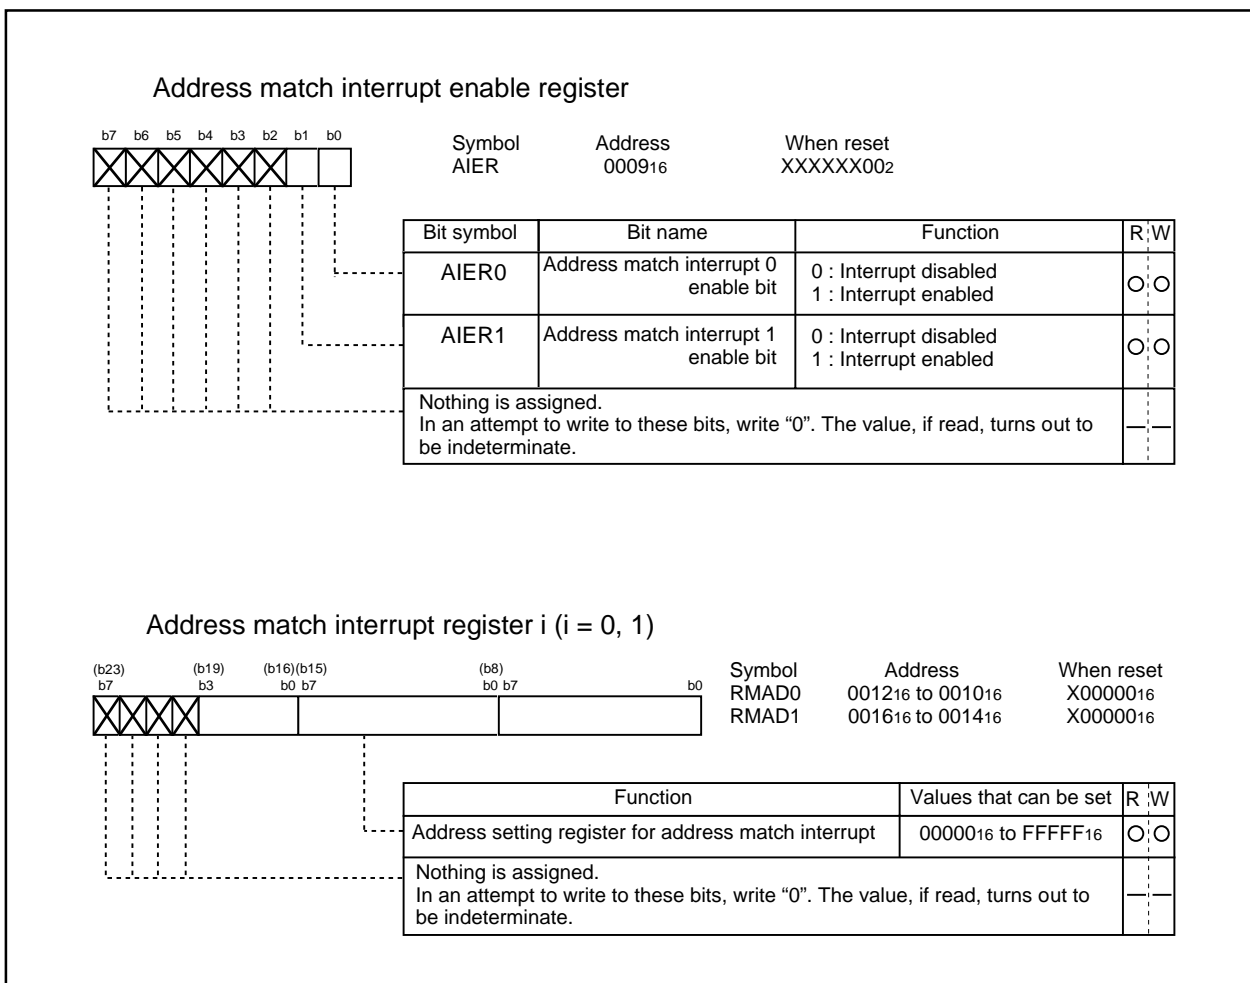 Address match interrupt enable register
b7 b6 b5 b4 b3 b2 b1 b0
Symbol Address When reset
AIER 000916 XXXXXX002
Bit symbol Bit name Function R W
AIER0 Address match interrupt 0 enable bit 0 : Interrupt disabled
1 : Interrupt enabled
AIER1 Address match interrupt 1 enable bit 0 : Interrupt disabled
1 : Interrupt enabled
Nothing is assigned.
In an attempt to write to these bits, write “0”. The value, if read, turns out to
be indeterminate.
Address match interrupt register i (i = 0, 1)
(b23) (b19) (b16)(b15) (b8)
b7 b3 b0 b7 b0 b7 b0
Symbol Address When reset
RMAD0 001216 to 001016 X0000016
RMAD1 001616 to 001416 X0000016
Function Values that can be set R W
Address setting register for address match interrupt 0000016 to FFFFF16
Nothing is assigned.
In an attempt to write to these bits, write “0”. The value, if read, turns out to
be indeterminate.